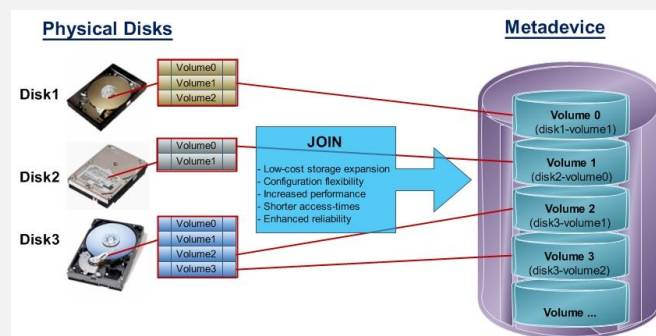 Physical Disks
Metadevice
Disk1
Volume0
Volume1
Volume2
Disk2
Volume0
Volume1
Disk3
Volume0
Volume1
Volume2
Volume3
JOIN
- Low-cost storage expansion
- Configuration flexibility
- Increased performance
- Shorter access-times
- Enhanced reliability
Volume 0
(disk1-volume1)
Volume 1
(disk2-volume0)
Volume 2
(disk3-volume1)
Volume 3
(disk3-volume2)
Volume ...